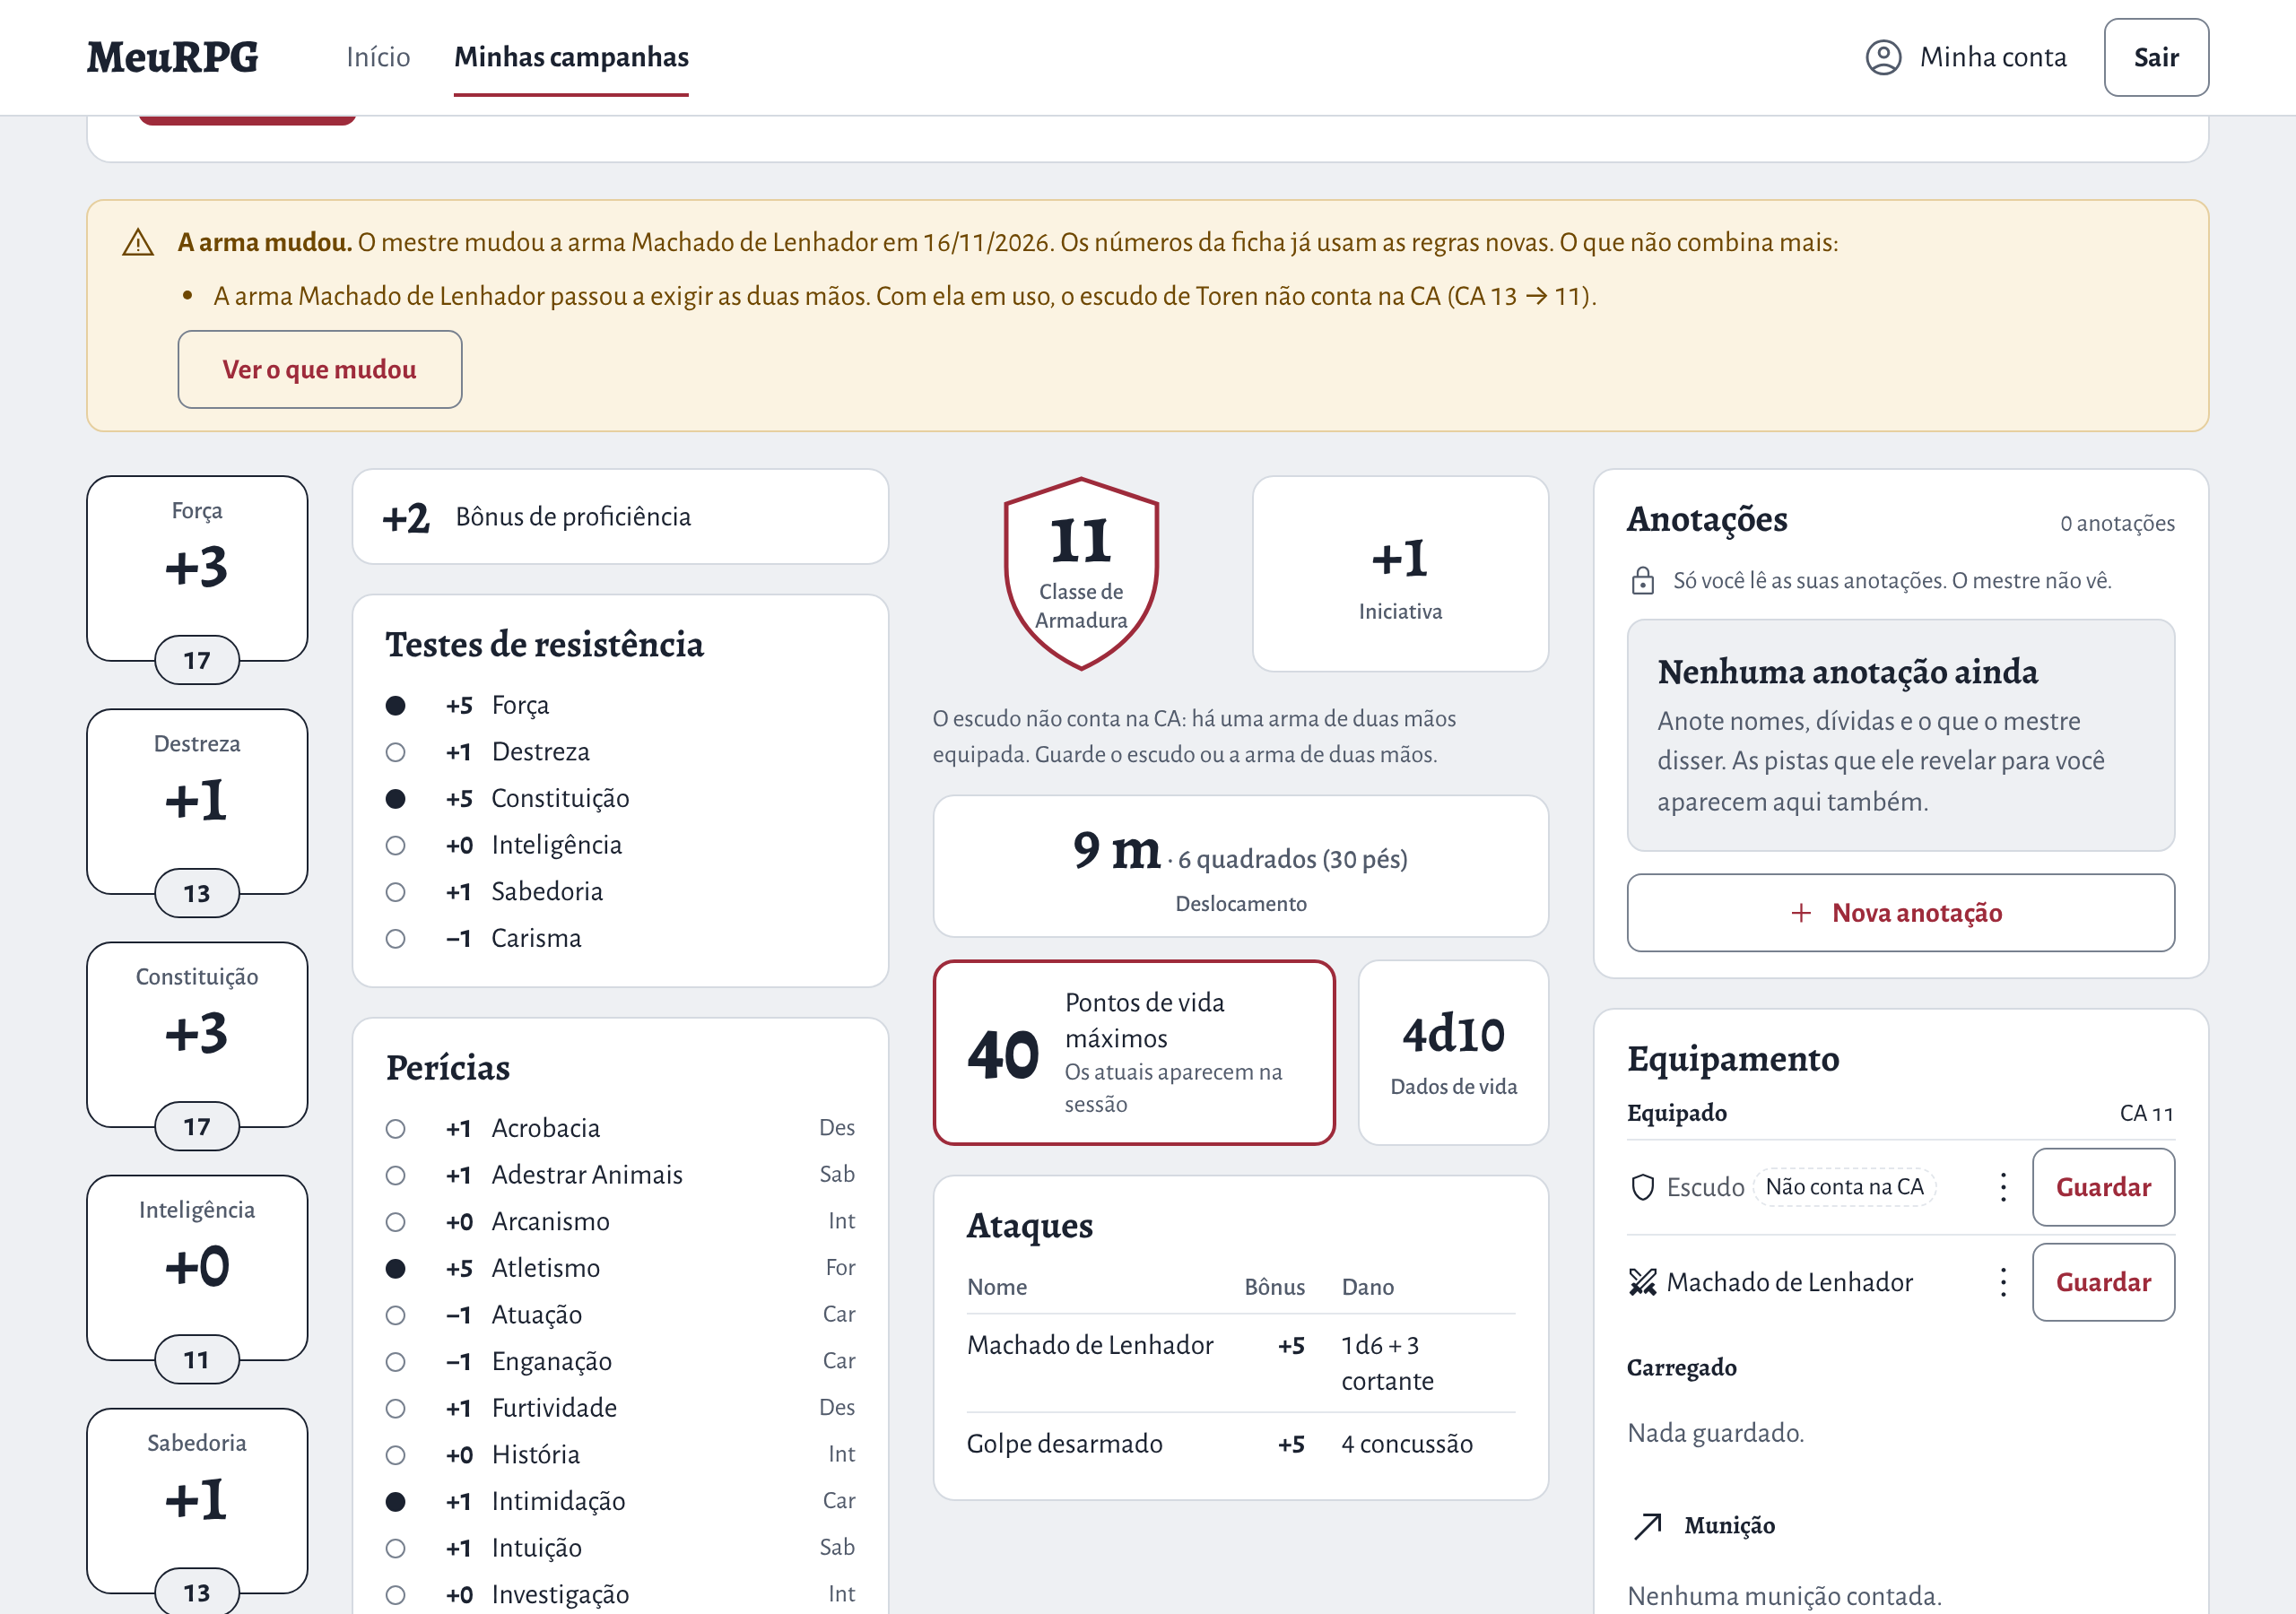 MeuRPG
Início
Minhas campanhas
Minha conta
Sair
A arma mudou. O mestre mudou a arma Machado de Lenhador em 16/11/2026. Os números da ficha já usam as regras novas. O que não combina mais:
• A arma Machado de Lenhador passou a exigir as duas mãos. Com ela em uso, o escudo de Toren não conta na CA (CA 13 → 11).
Ver o que mudou
Força
+3
17
Destreza
+1
13
Constituição
+3
17
Inteligência
+0
11
Sabedoria
+1
13
+2 Bônus de proficiência
Testes de resistência
+5 Força
+1 Destreza
+5 Constituição
+0 Inteligência
+1 Sabedoria
−1 Carisma
Perícias
+1 Acrobacia Des
+1 Adestrar Animais Sab
+0 Arcanismo Int
+5 Atletismo For
−1 Atuação Car
−1 Enganação Car
+1 Furtividade Des
+0 História Int
+1 Intimidação Car
+1 Intuição Sab
+0 Investigação Int
11
Classe de
Armadura
+1
Iniciativa
O escudo não conta na CA: há uma arma de duas mãos
equipada. Guarde o escudo ou a arma de duas mãos.
9 m · 6 quadrados (30 pés)
Deslocamento
40
Pontos de vida
máximos
Os atuais aparecem na
sessão
4d10
Dados de vida
Ataques
Nome Bônus Dano
Machado de Lenhador +5 1d6 + 3
cortante
Golpe desarmado +5 4 concussão
Anotações
0 anotações
Só você lê as suas anotações. O mestre não vê.
Nenhuma anotação ainda
Anote nomes, dívidas e o que o mestre
disser. As pistas que ele revelar para você
aparecem aqui também.
+ Nova anotação
Equipamento
Equipado CA 11
Escudo Não conta na CA Guardar
Machado de Lenhador Guardar
Carregado
Nada guardado.
Munição
Nenhuma munição contada.